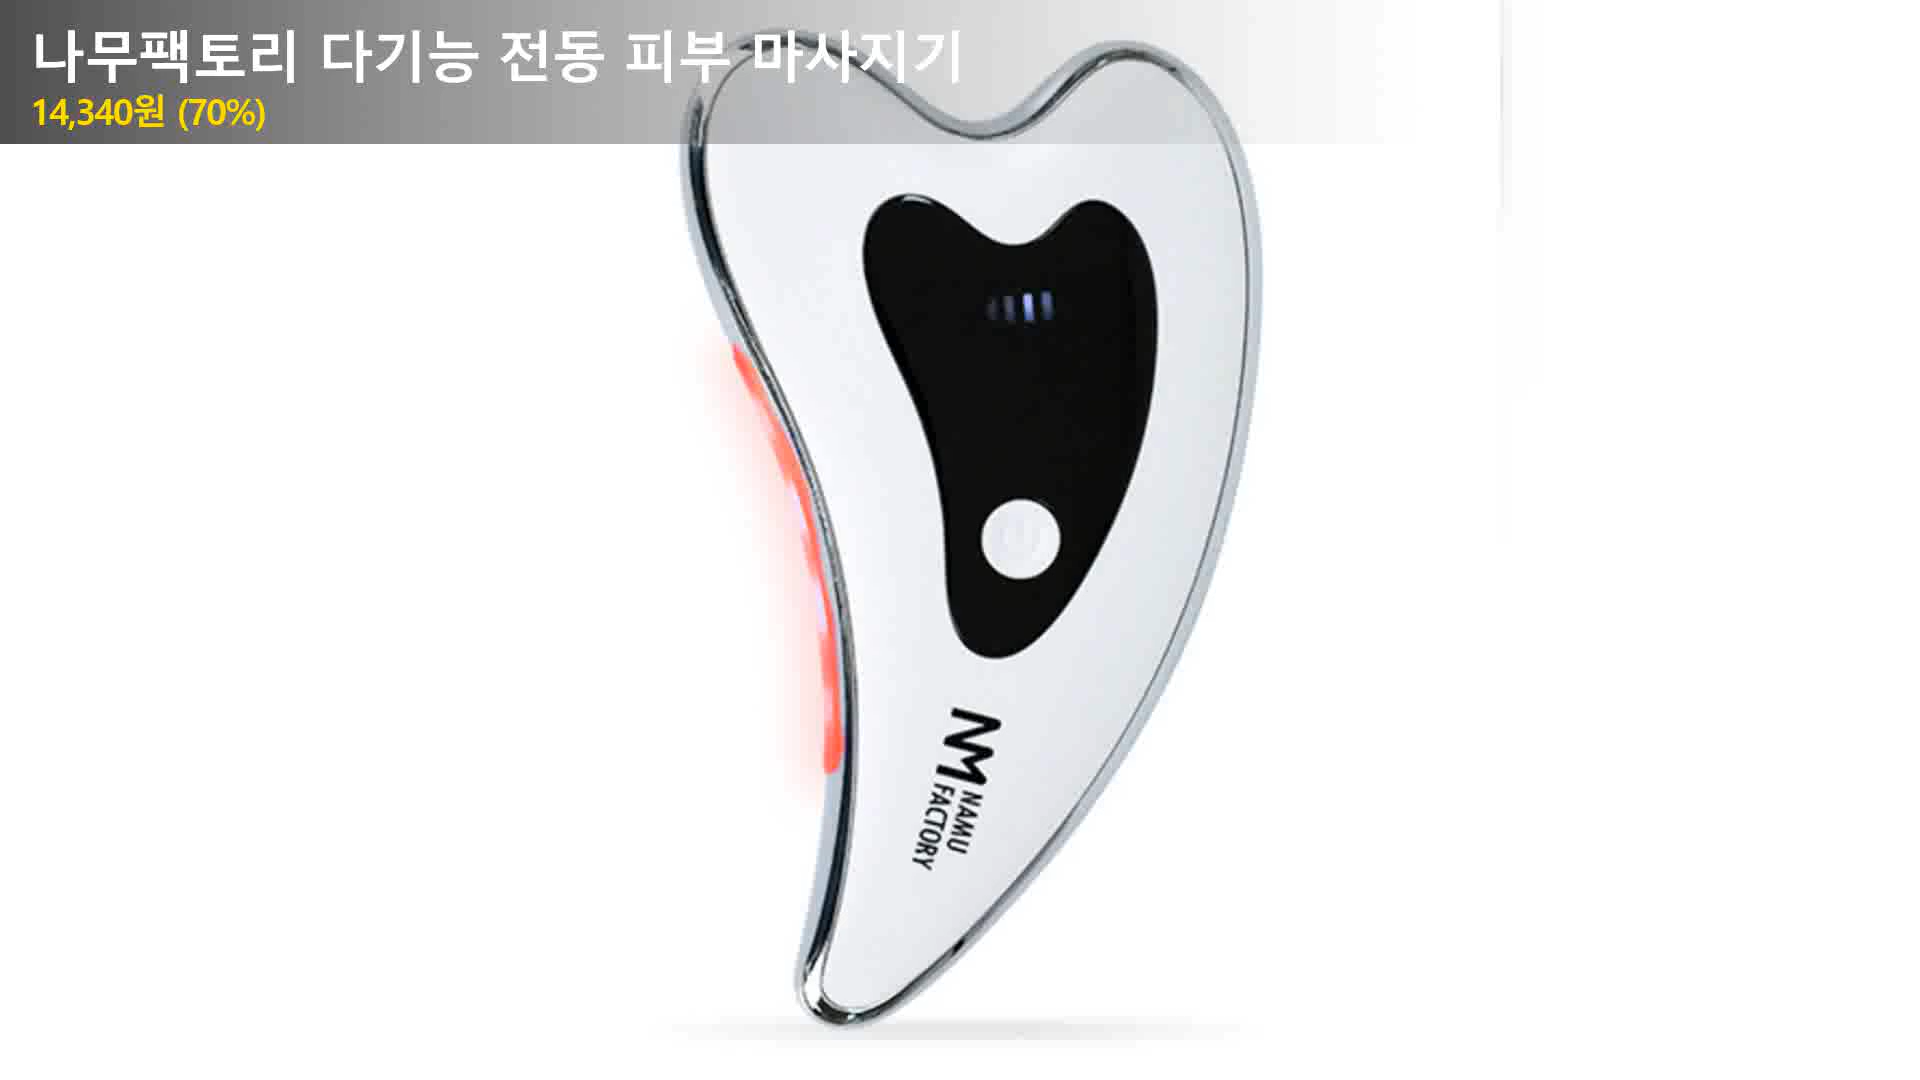 나무팩토리 다기능 전동 피부 마사지기
14,340원 (70%)
NM NAMU
FACTORY